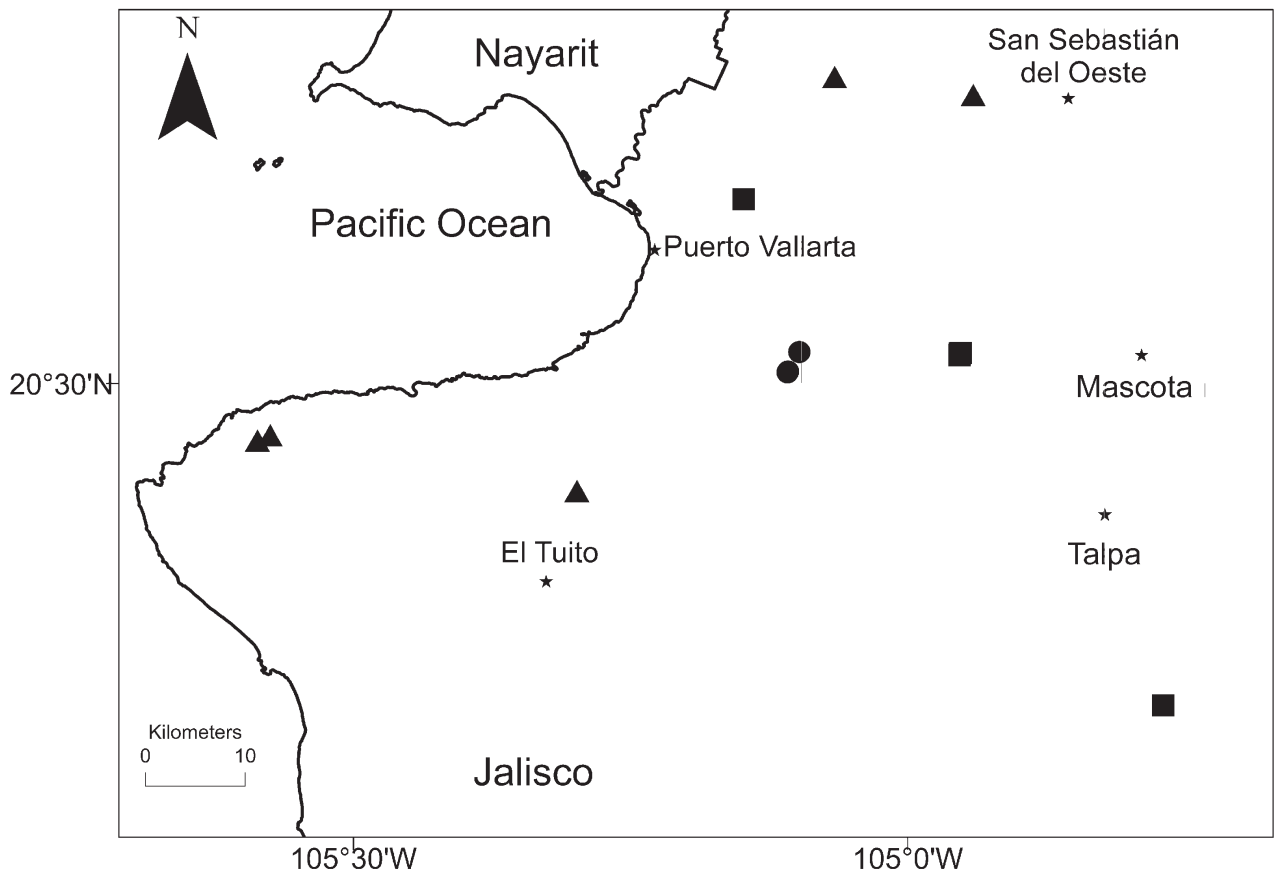 N
Nayarit
San Sebastián
del Oeste
Pacific Ocean
Puerto Vallarta
20°30'N
Mascota
El Tuito
Talpa
Kilometers
0 10
Jalisco
105°30'W 105°0'W